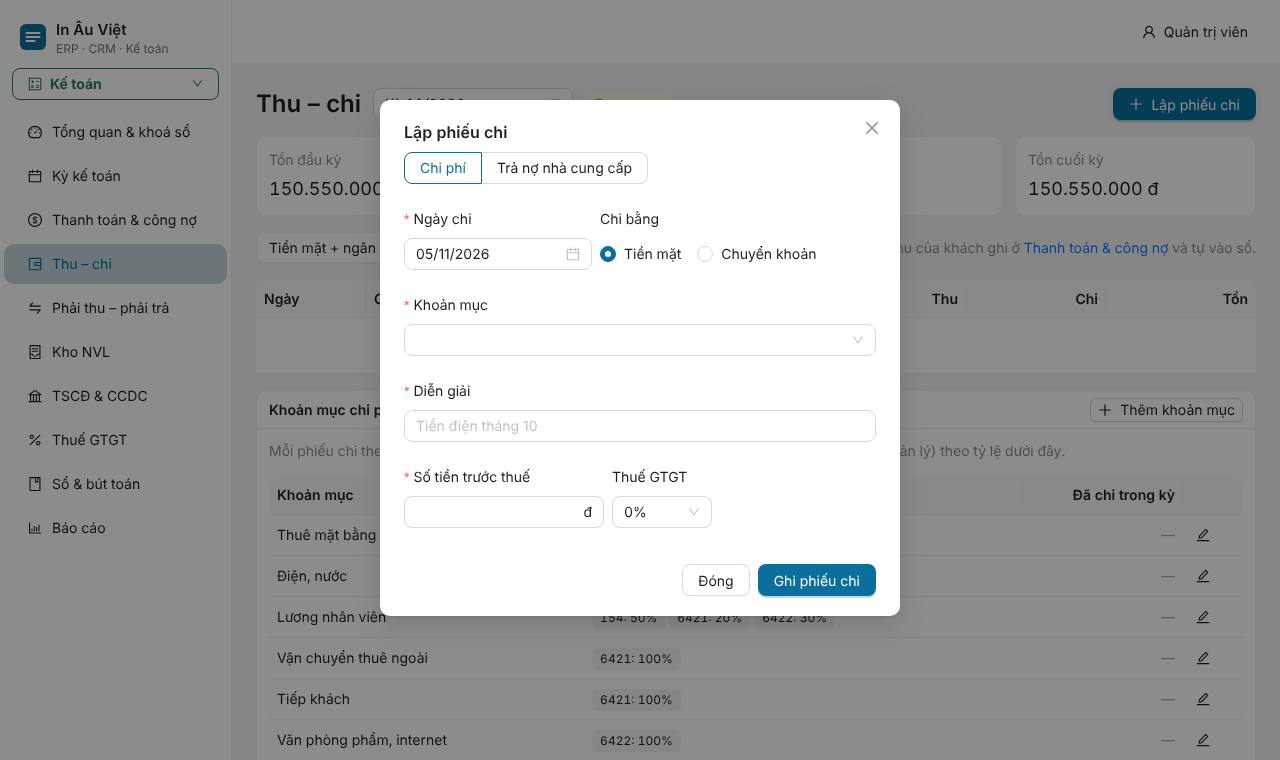 In Âu Việt
ERP · CRM · Kế toán
Kế toán
Tổng quan & khoá sổ
Kỳ kế toán
Thanh toán & công nợ
Thu – chi
Phải thu – phải trả
Kho NVL
TSCĐ & CCDC
Thuế GTGT
Sổ & bút toán
Báo cáo
Quản trị viên
Thu – chi
Lập phiếu chi
Tồn đầu kỳ
150.550.000
Tồn cuối kỳ
150.550.000 đ
Tiền mặt + ngân
của khách ghi ở Thanh toán & công nợ và tự vào sổ.
Ngày
Thu
Chi
Tồn
Khoản mục chi
Thêm khoản mục
Mỗi phiếu chi
lý) theo tỷ lệ dưới đây.
Khoản mục
Đã chi trong kỳ
Thuê mặt bằng
—
Điện, nước
—
Lương nhân viên
154: 50%
6421: 20%
6422: 30%
—
Vận chuyển thuê ngoài
6421: 100%
—
Tiếp khách
6421: 100%
—
Văn phòng phẩm, internet
6422: 100%
—
Lập phiếu chi
Chi phí
Trả nợ nhà cung cấp
* Ngày chi
Chi bằng
05/11/2026
Tiền mặt
Chuyển khoản
* Khoản mục
* Diễn giải
Tiền điện tháng 10
* Số tiền trước thuế
Thuế GTGT
đ
0%
Đóng
Ghi phiếu chi